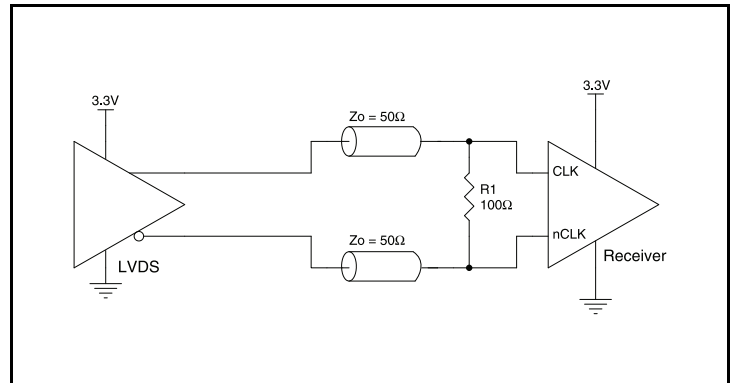 3.3V
3.3V
Zo = 50Ω
CLK
R1
100Ω
nCLK
Zo = 50Ω
Receiver
LVDS